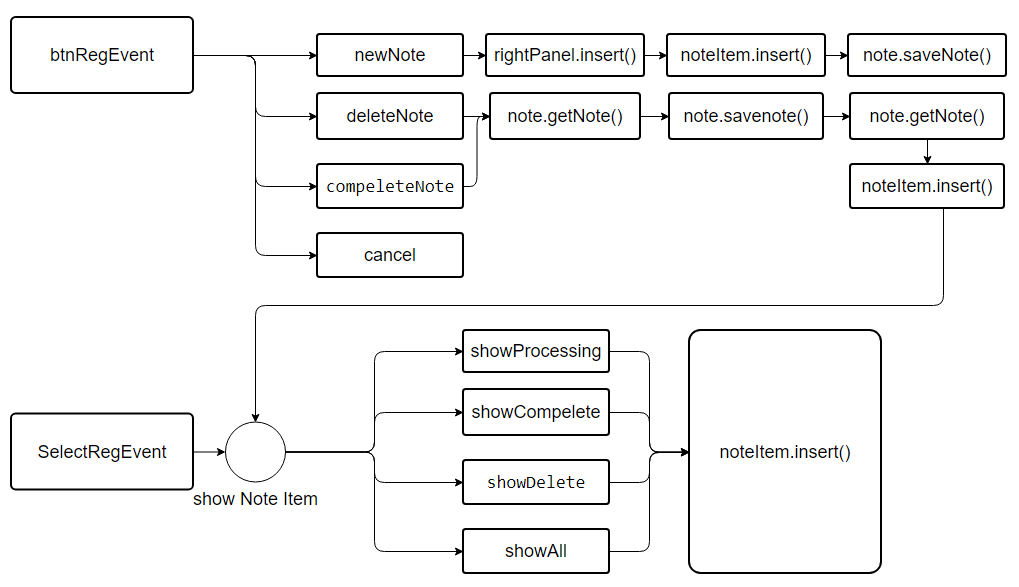 btnRegEvent
newNote
rightPanel.insert()
noteItem.insert()
note.saveNote()
deleteNote
note.getNote()
note.savenote()
note.getNote()
compeleteNote
noteItem.insert()
cancel
showProcessing
showCompelete
SelectRegEvent
noteItem.insert()
showDelete
show Note Item
showAll